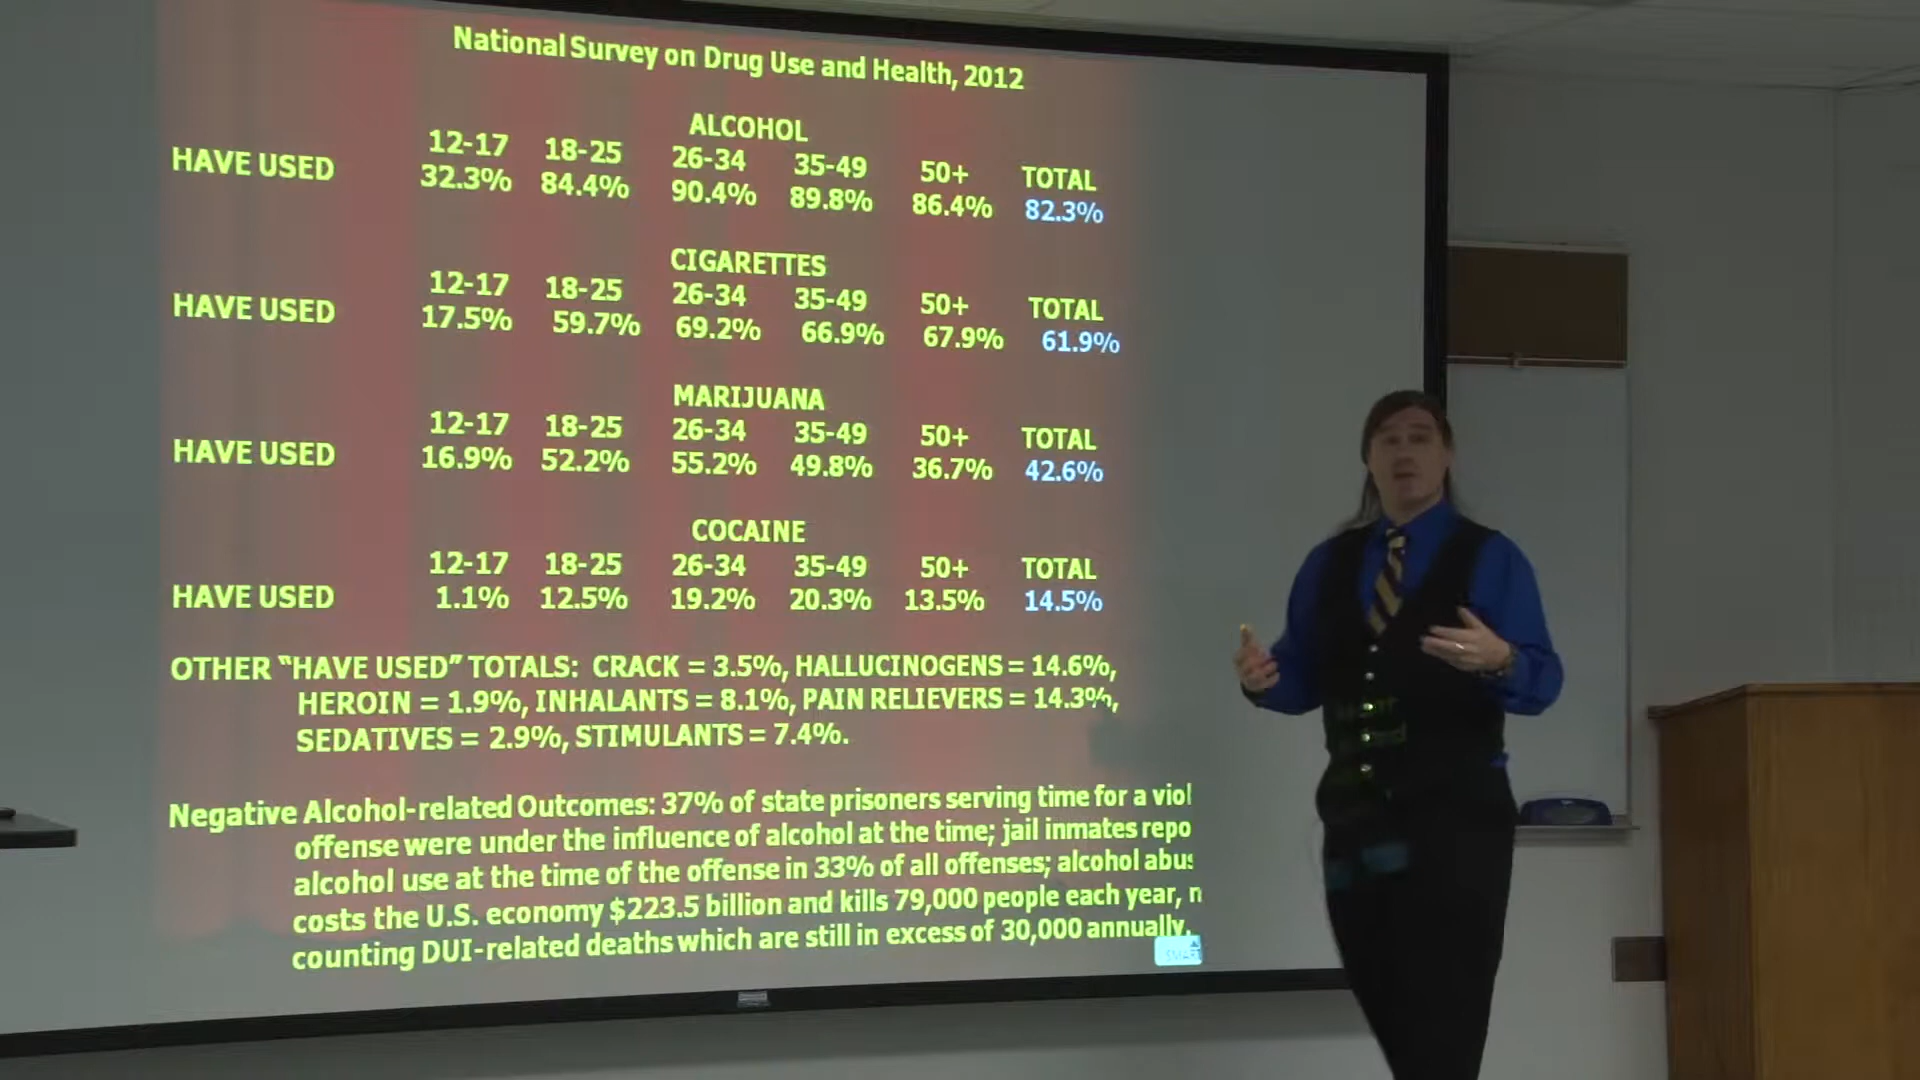 National Survey on Drug Use and Health, 2012
ALCOHOL
12-17 18-25 26-34 35-49 50+ TOTAL
HAVE USED 32.3% 84.4% 90.4% 89.8% 86.4% 82.3%
CIGARETTES
12-17 18-25 26-34 35-49 50+ TOTAL
HAVE USED 17.5% 59.7% 69.2% 66.9% 67.9% 61.9%
MARIJUANA
12-17 18-25 26-34 35-49 50+ TOTAL
HAVE USED 16.9% 52.2% 55.2% 49.8% 36.7% 42.6%
COCAINE
12-17 18-25 26-34 35-49 50+ TOTAL
HAVE USED 1.1% 12.5% 19.2% 20.3% 13.5% 14.5%
OTHER “HAVE USED” TOTALS: CRACK = 3.5%, HALLUCINOGENS = 14.6%,
HEROIN = 1.9%, INHALANTS = 8.1%, PAIN RELIEVERS = 14.3%,
SEDATIVES = 2.9%, STIMULANTS = 7.4%.
Negative Alcohol-related Outcomes: 37% of state prisoners serving time for a viol
offense were under the influence of alcohol at the time; jail inmates repo
alcohol use at the time of the offense in 33% of all offenses; alcohol abus
costs the U.S. economy $223.5 billion and kills 79,000 people each year, n
counting DUI-related deaths which are still in excess of 30,000 annually.
SMART